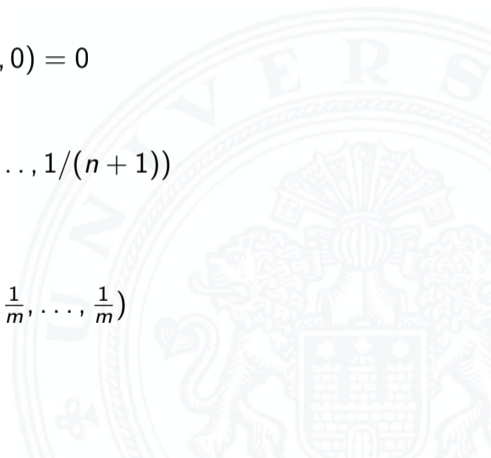 , 0) = 0
. . , 1/(n + 1))
1/m, . . . , 1/m)
U N I V E R S